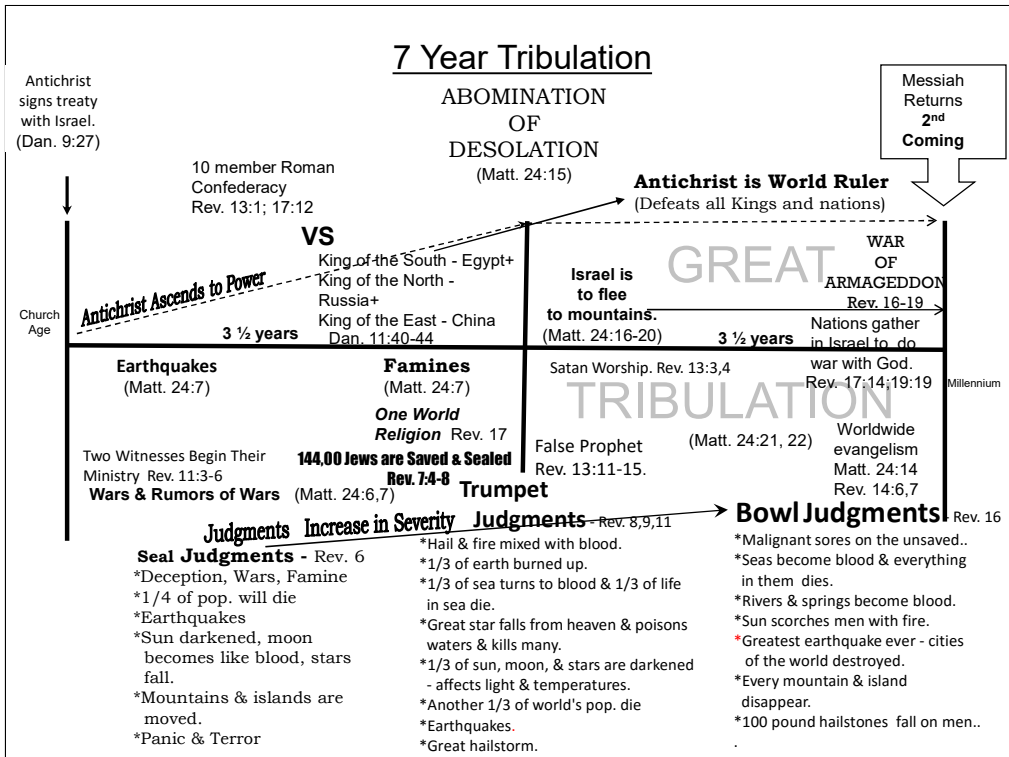 7 Year Tribulation
Antichrist
signs treaty
with Israel.
(Dan. 9:27)
ABOMINATION
OF
DESOLATION
(Matt. 24:15)
Messiah
Returns
2nd
Coming
10 member Roman
Confederacy
Rev. 13:1; 17:12
Antichrist is World Ruler
(Defeats all Kings and nations)
VS
King of the South - Egypt+
King of the North -
Russia+
King of the East - China
Dan. 11:40-44
Antichrist Ascends to Power
Church
Age
3 ½ years
Israel is
to flee
to mountains.
(Matt. 24:16-20)
GREAT
WAR
OF
ARMAGEDDON
Rev. 16-19
3 ½ years
Nations gather
in Israel to do
war with God.
Rev. 17:14;19:19
Millennium
Earthquakes
(Matt. 24:7)
Famines
(Matt. 24:7)
One World
Religion Rev. 17
Satan Worship. Rev. 13:3,4
TRIBULATION
(Matt. 24:21, 22)
Two Witnesses Begin Their
Ministry Rev. 11:3-6
Wars & Rumors of Wars (Matt. 24:6,7)
144,00 Jews are Saved & Sealed
Rev. 7:4-8
False Prophet
Rev. 13:11-15.
Worldwide
evangelism
Matt. 24:14
Rev. 14:6,7
Judgments Increase in Severity
Seal Judgments - Rev. 6
*Deception, Wars, Famine
*1/4 of pop. will die
*Earthquakes
*Sun darkened, moon
becomes like blood, stars
fall.
*Mountains & islands are
moved.
*Panic & Terror
Trumpet
Judgments - Rev. 8,9,11
*Hail & fire mixed with blood.
*1/3 of earth burned up.
*1/3 of sea turns to blood & 1/3 of life
in sea die.
*Great star falls from heaven & poisons
waters & kills many.
*1/3 of sun, moon, & stars are darkened
- affects light & temperatures.
*Another 1/3 of world's pop. die
*Earthquakes.
*Great hailstorm.
Bowl Judgments - Rev. 16
*Malignant sores on the unsaved..
*Seas become blood & everything
in them dies.
*Rivers & springs become blood.
*Sun scorches men with fire.
*Greatest earthquake ever - cities
of the world destroyed.
*Every mountain & island
disappear.
*100 pound hailstones fall on men..
.